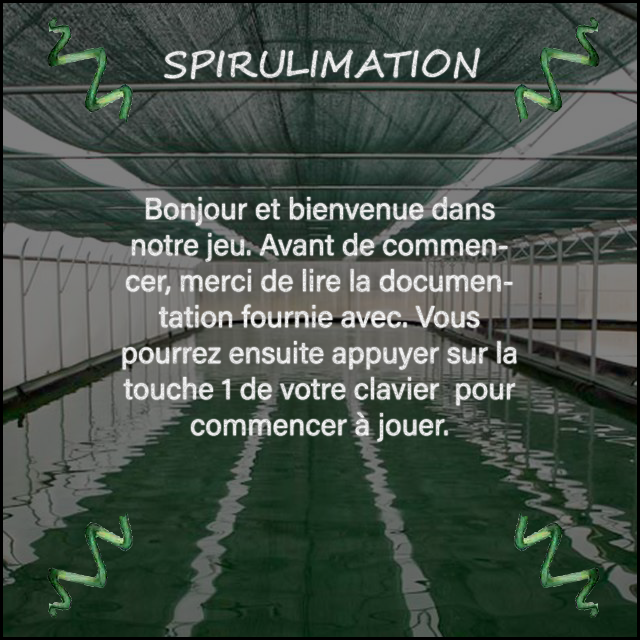 SPIRULIMATION
Bonjour et bienvenue dans
notre jeu. Avant de commen-
cer, merci de lire la documen-
tation fournie avec. Vous
pourrez ensuite appuyer sur la
touche 1 de votre clavier  pour
commencer à jouer.